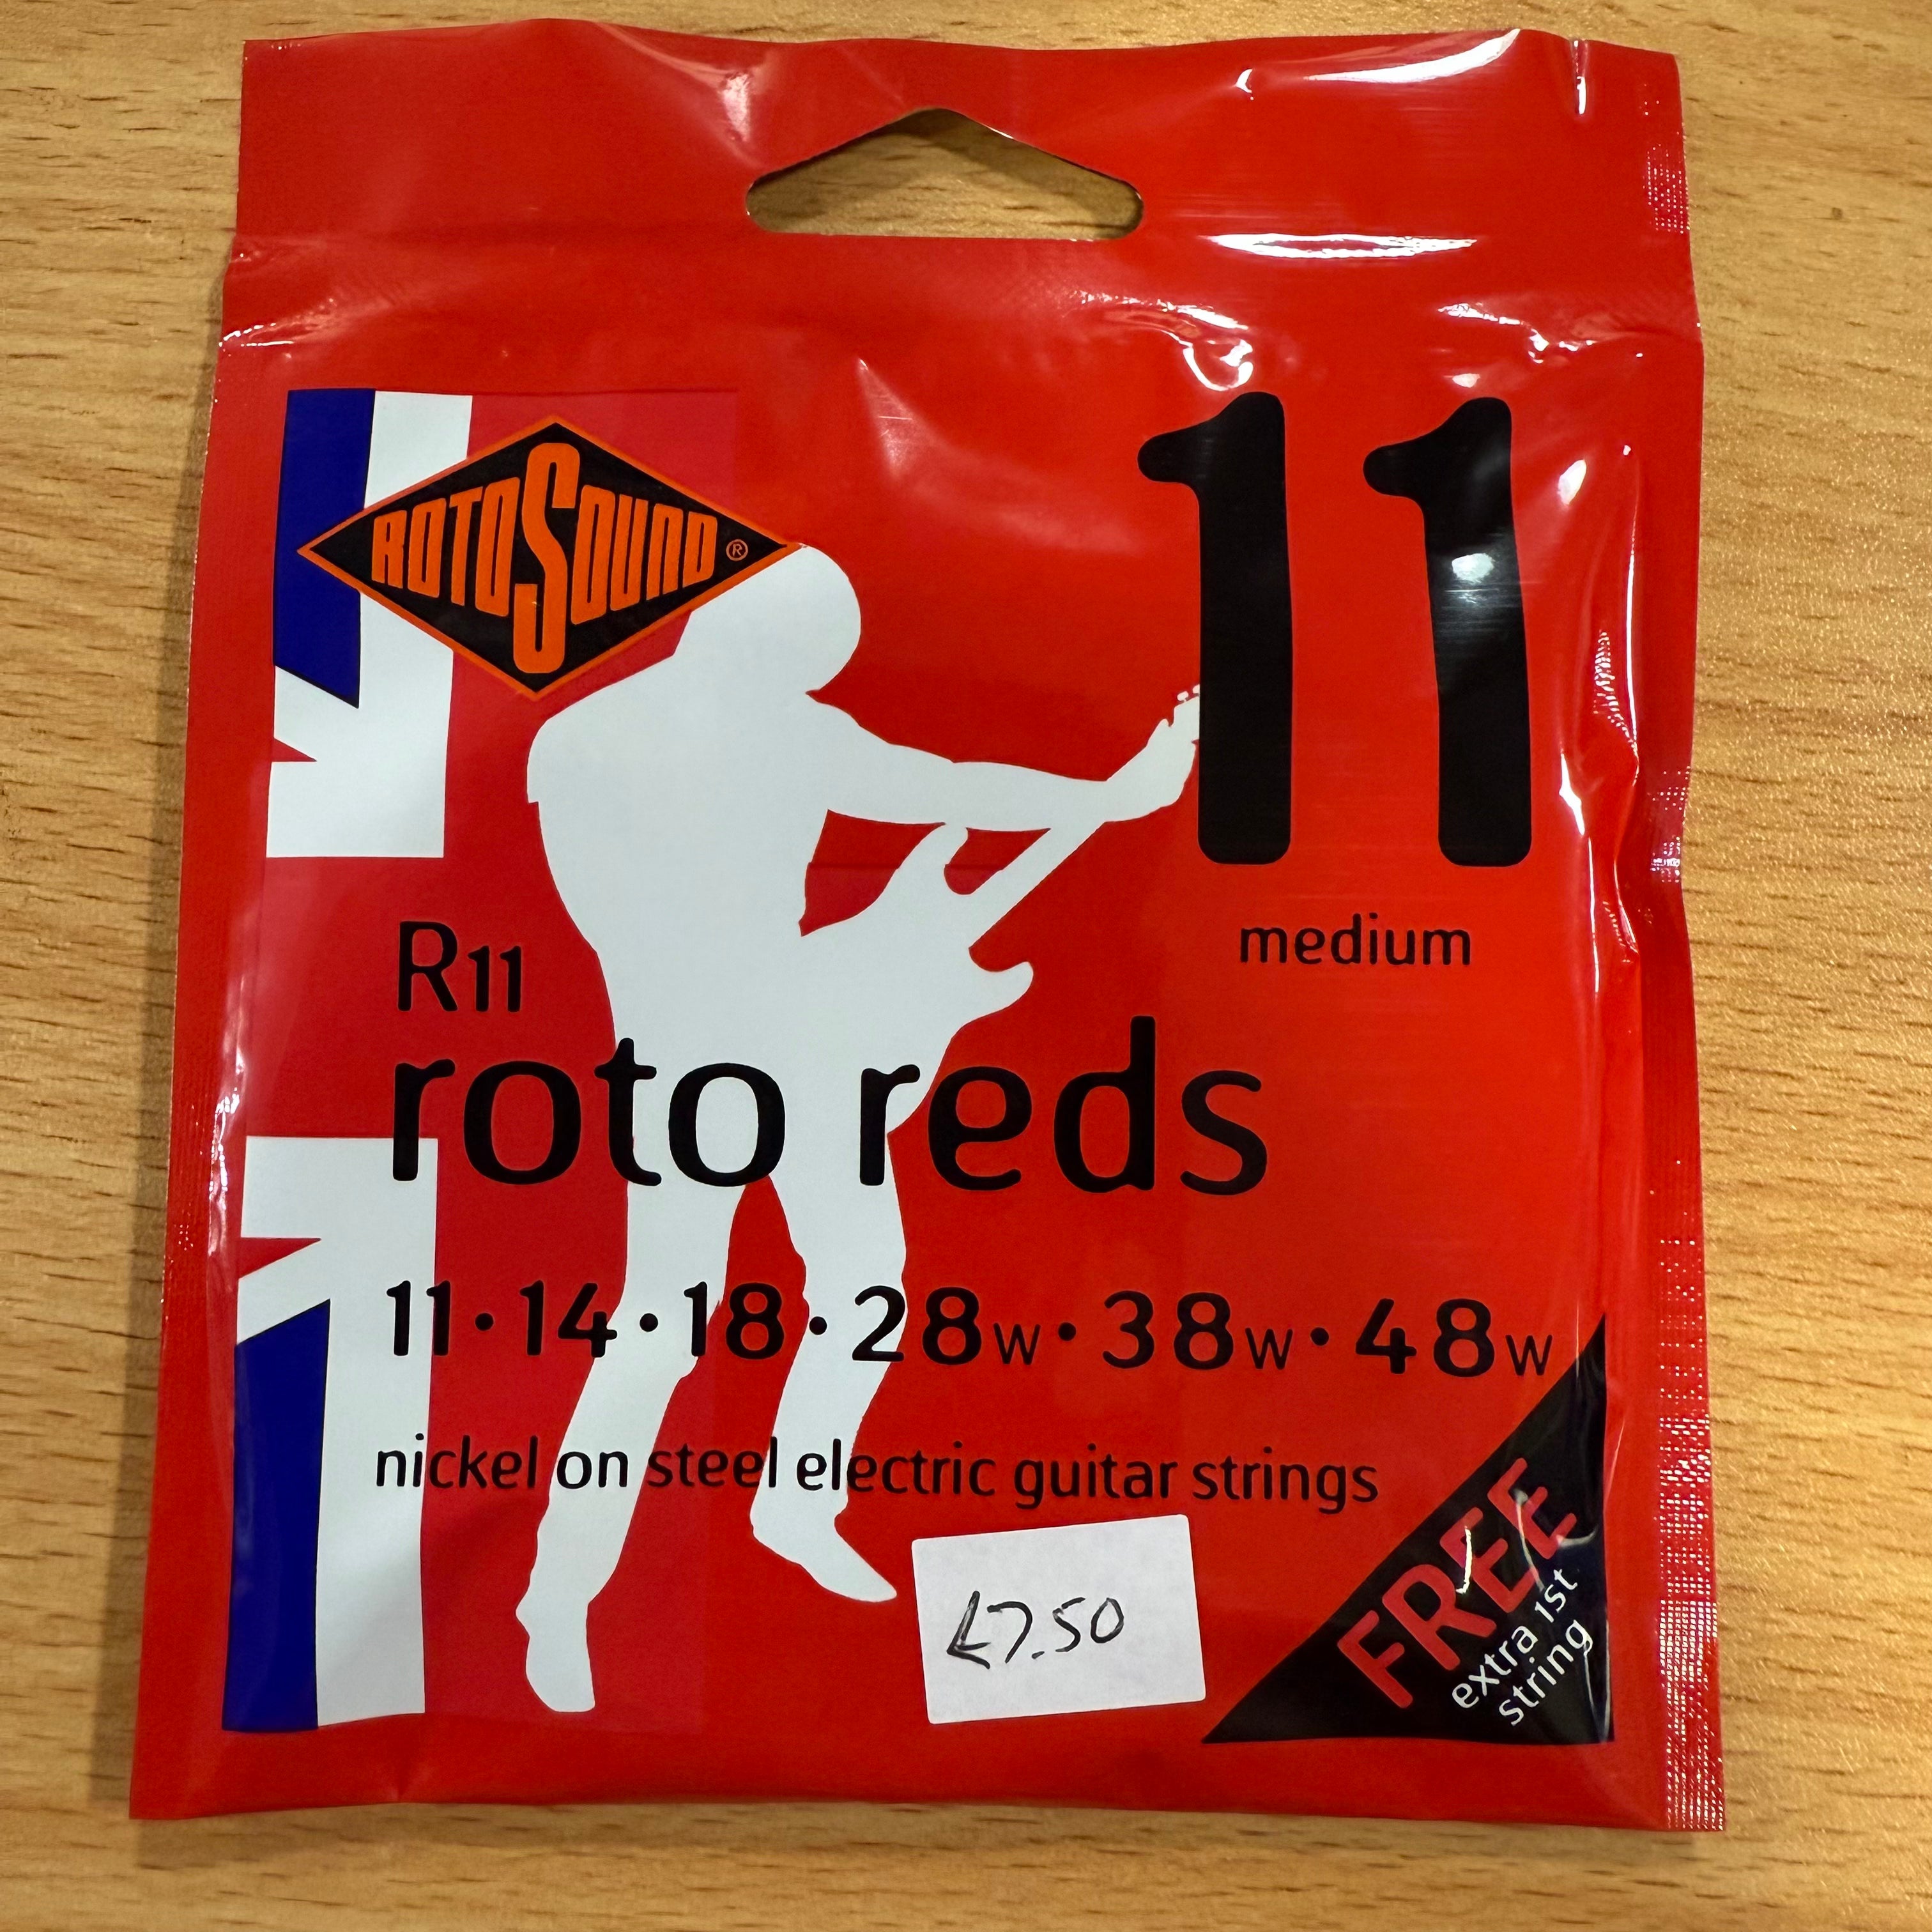 ROTOSOUND®
11
medium
R11
roto reds
11·14·18·28w·38w·48w
nickel on steel electric guitar strings
£7.50
FREE
extra 1st
string